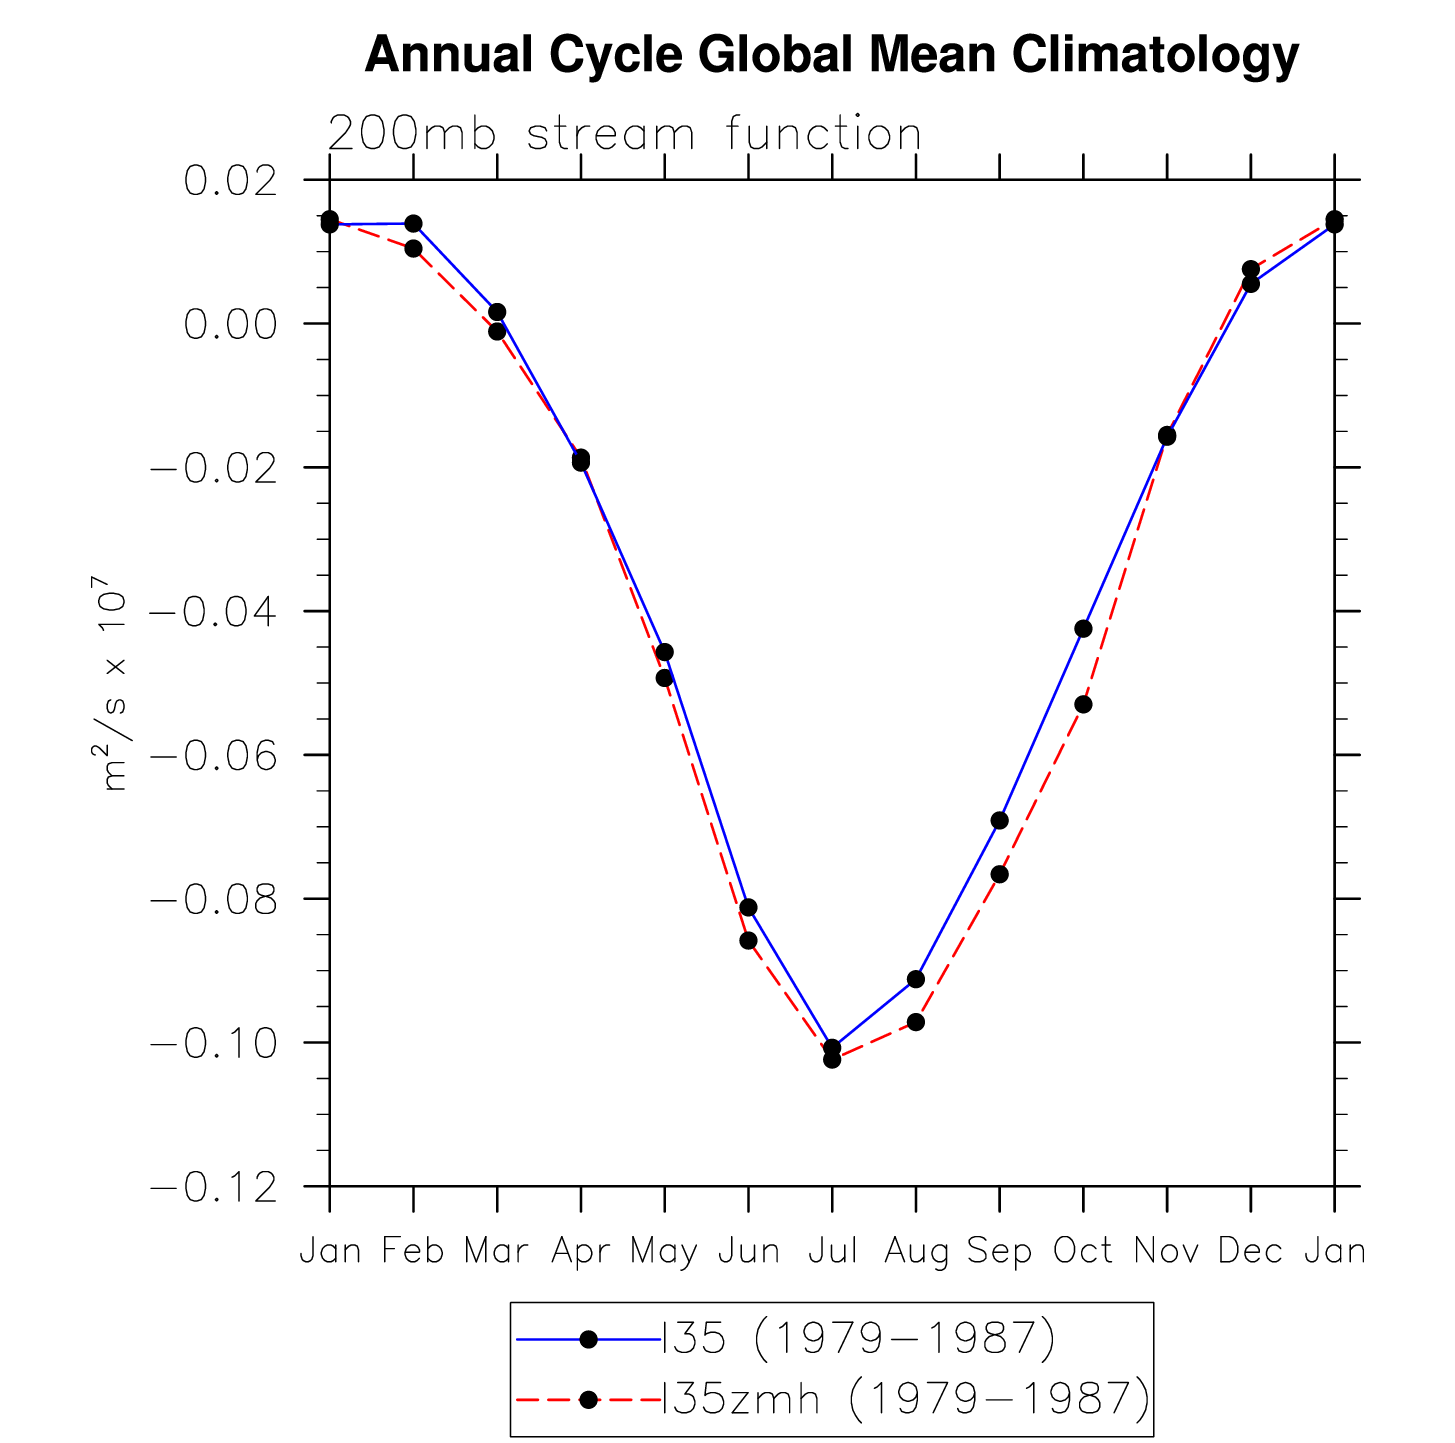 Annual Cycle Global Mean Climatology
200mb stream function
0.02
0.00
−0.02
−0.04
−0.06
−0.08
−0.10
−0.12
m²/s x 10⁷
Jan Feb Mar Apr May Jun Jul Aug Sep Oct Nov Dec Jan
I35 (1979−1987)
I35zmh (1979−1987)